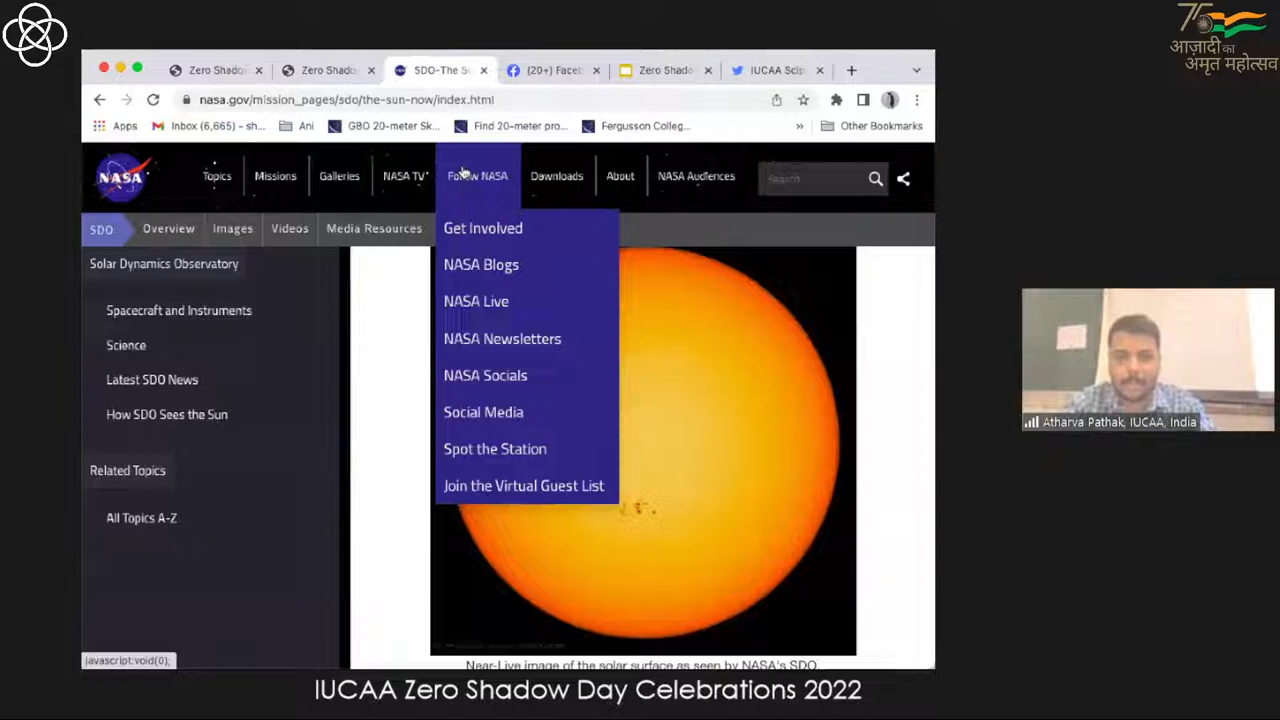 75
आज़ादी का
अमृत महोत्सव
Zero Shado
Zero Shado
SDO-The S
(20+) Faceb
Zero Shado
IUCAA Scip
nasa.gov/mission_pages/sdo/the-sun-now/index.html
Apps
Inbox (6,665) - sh...
Ani
GBO 20-meter Sk...
Find 20-meter pro...
Fergusson Colleg...
»
Other Bookmarks
NASA
Topics
Missions
Galleries
NASA TV
Follow NASA
Downloads
About
NASA Audiences
Search
SDO
Overview
Images
Videos
Media Resources
Get Involved
NASA Blogs
NASA Live
NASA Newsletters
NASA Socials
Social Media
Spot the Station
Join the Virtual Guest List
Solar Dynamics Observatory
Spacecraft and Instruments
Science
Latest SDO News
How SDO Sees the Sun
Related Topics
All Topics A-Z
javascript:void(0);
Near-Live image of the solar surface as seen by NASA's SDO.
Atharva Pathak, IUCAA, India
IUCAA Zero Shadow Day Celebrations 2022